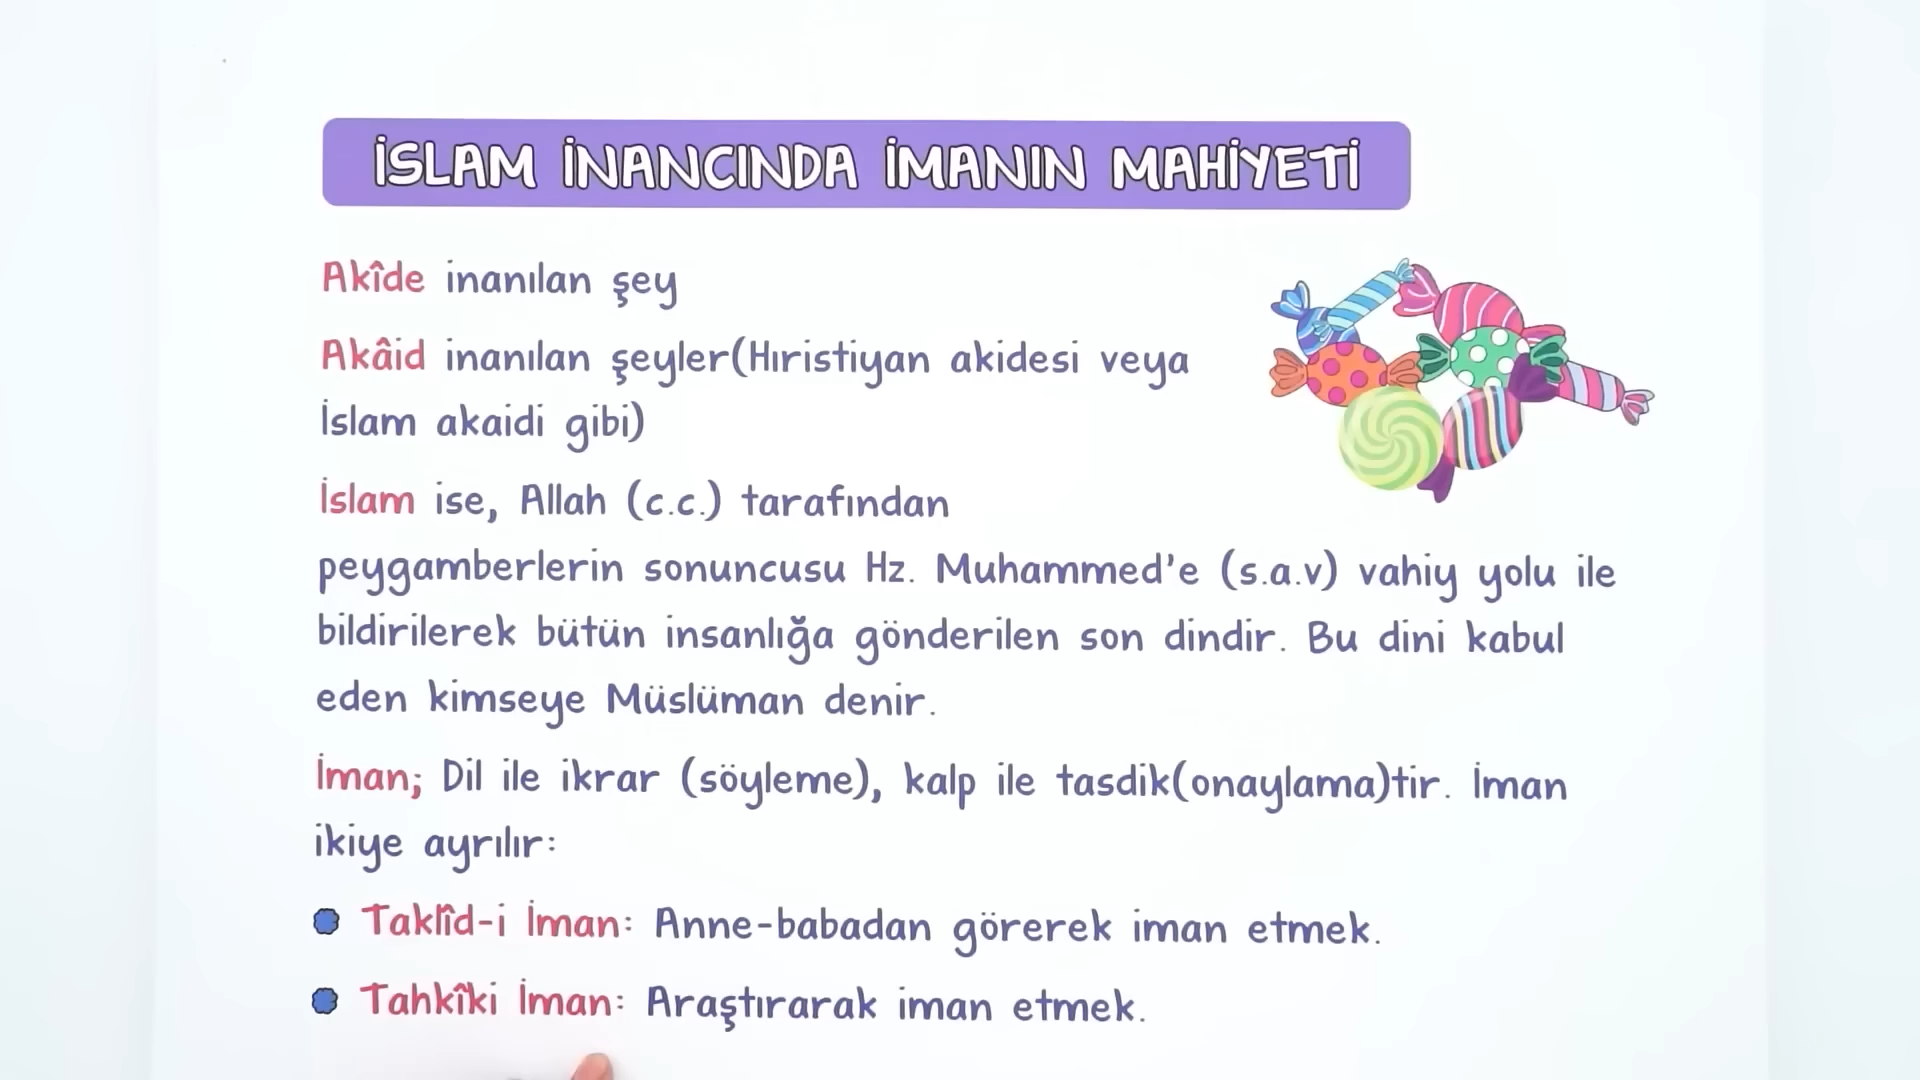 İSLAM İNANCINDA İMANIN MAHİYETİ
Akîde inanılan şey
Akâid inanılan şeyler(Hıristiyan akidesi veya
İslam akaidi gibi)
İslam ise, Allah (c.c.) tarafından
peygamberlerin sonuncusu Hz. Muhammed'e (s.a.v) vahiy yolu ile
bildirilerek bütün insanlığa gönderilen son dindir. Bu dini kabul
eden kimseye Müslüman denir.
İman; Dil ile ikrar (söyleme), kalp ile tasdik(onaylama)tir. İman
ikiye ayrılır:
Taklîd-i İman: Anne-babadan görerek iman etmek.
Tahkîki İman: Araştırarak iman etmek.